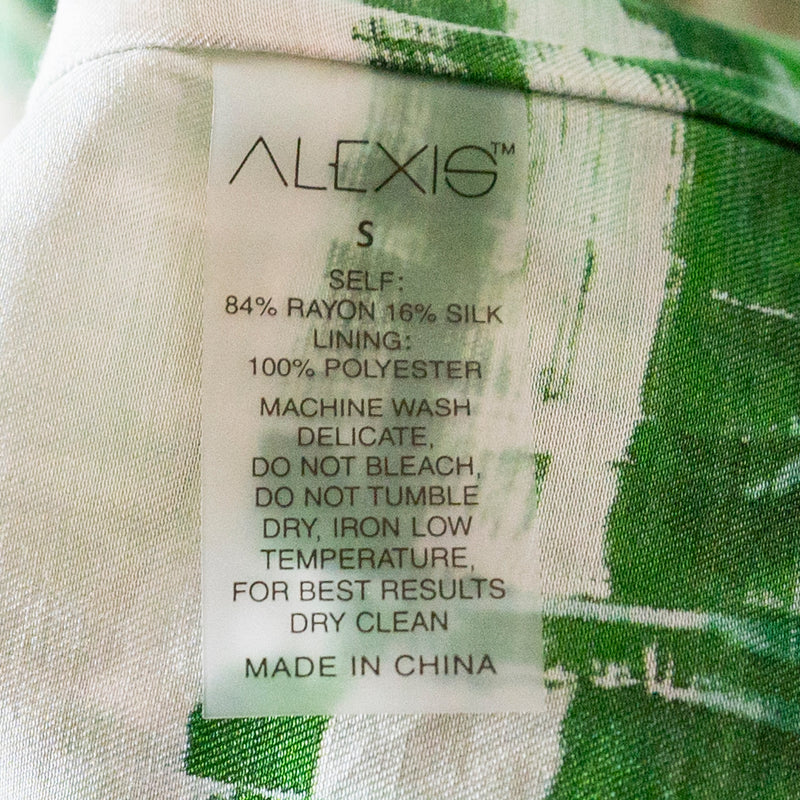 ALEXIS™
S
SELF:
84% RAYON 16% SILK
LINING:
100% POLYESTER
MACHINE WASH
DELICATE,
DO NOT BLEACH,
DO NOT TUMBLE
DRY, IRON LOW
TEMPERATURE,
FOR BEST RESULTS
DRY CLEAN
MADE IN CHINA